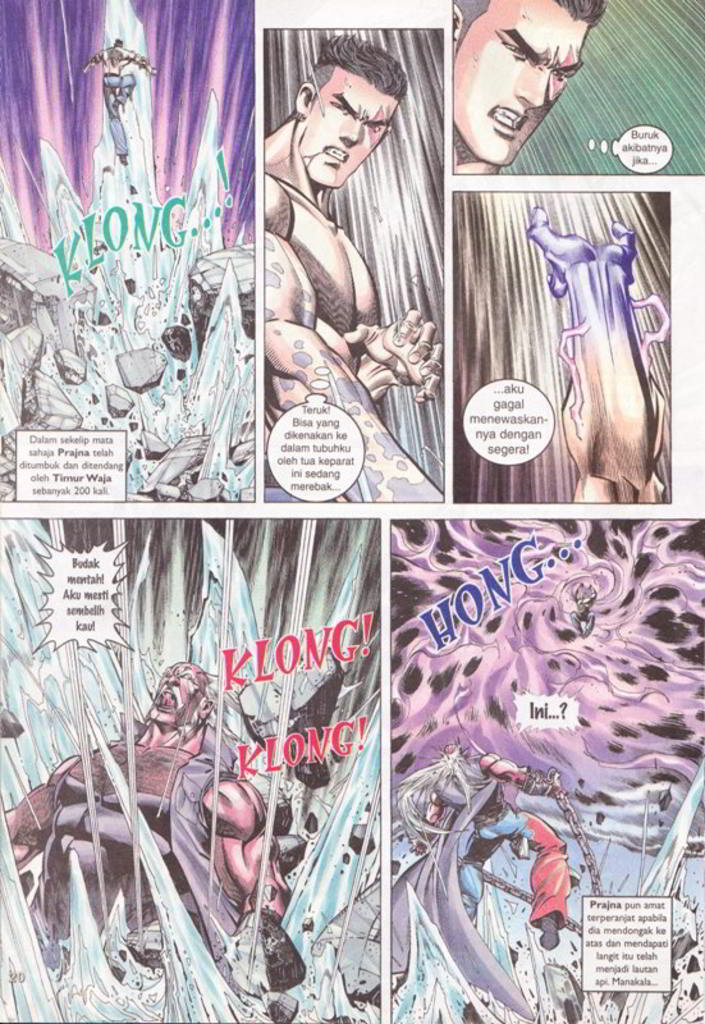 KLONG....!
Dalam sekelip mata
sahaja Prajna telah
ditumbuk dan ditendang
oleh Timur Waja
sebanyak 200 kali.
Teruk!
Bisa yang
dikenakan ke
dalam tubuhku
oleh tua keparat
ini sedang
merebak...
Buruk
akibatnya
jika...
...aku
gagal
menewaskan-
nya dengan
segera!
Budak
mentah!
Aku mesti
sembelih
kau!
KLONG!
KLONG!
HONG...
Ini...?
Prajna pun amat
terperanjat apabila
dia mendongak ke
atas dan mendapati
langit itu telah
menjadi lautan
api. Manakala...
20